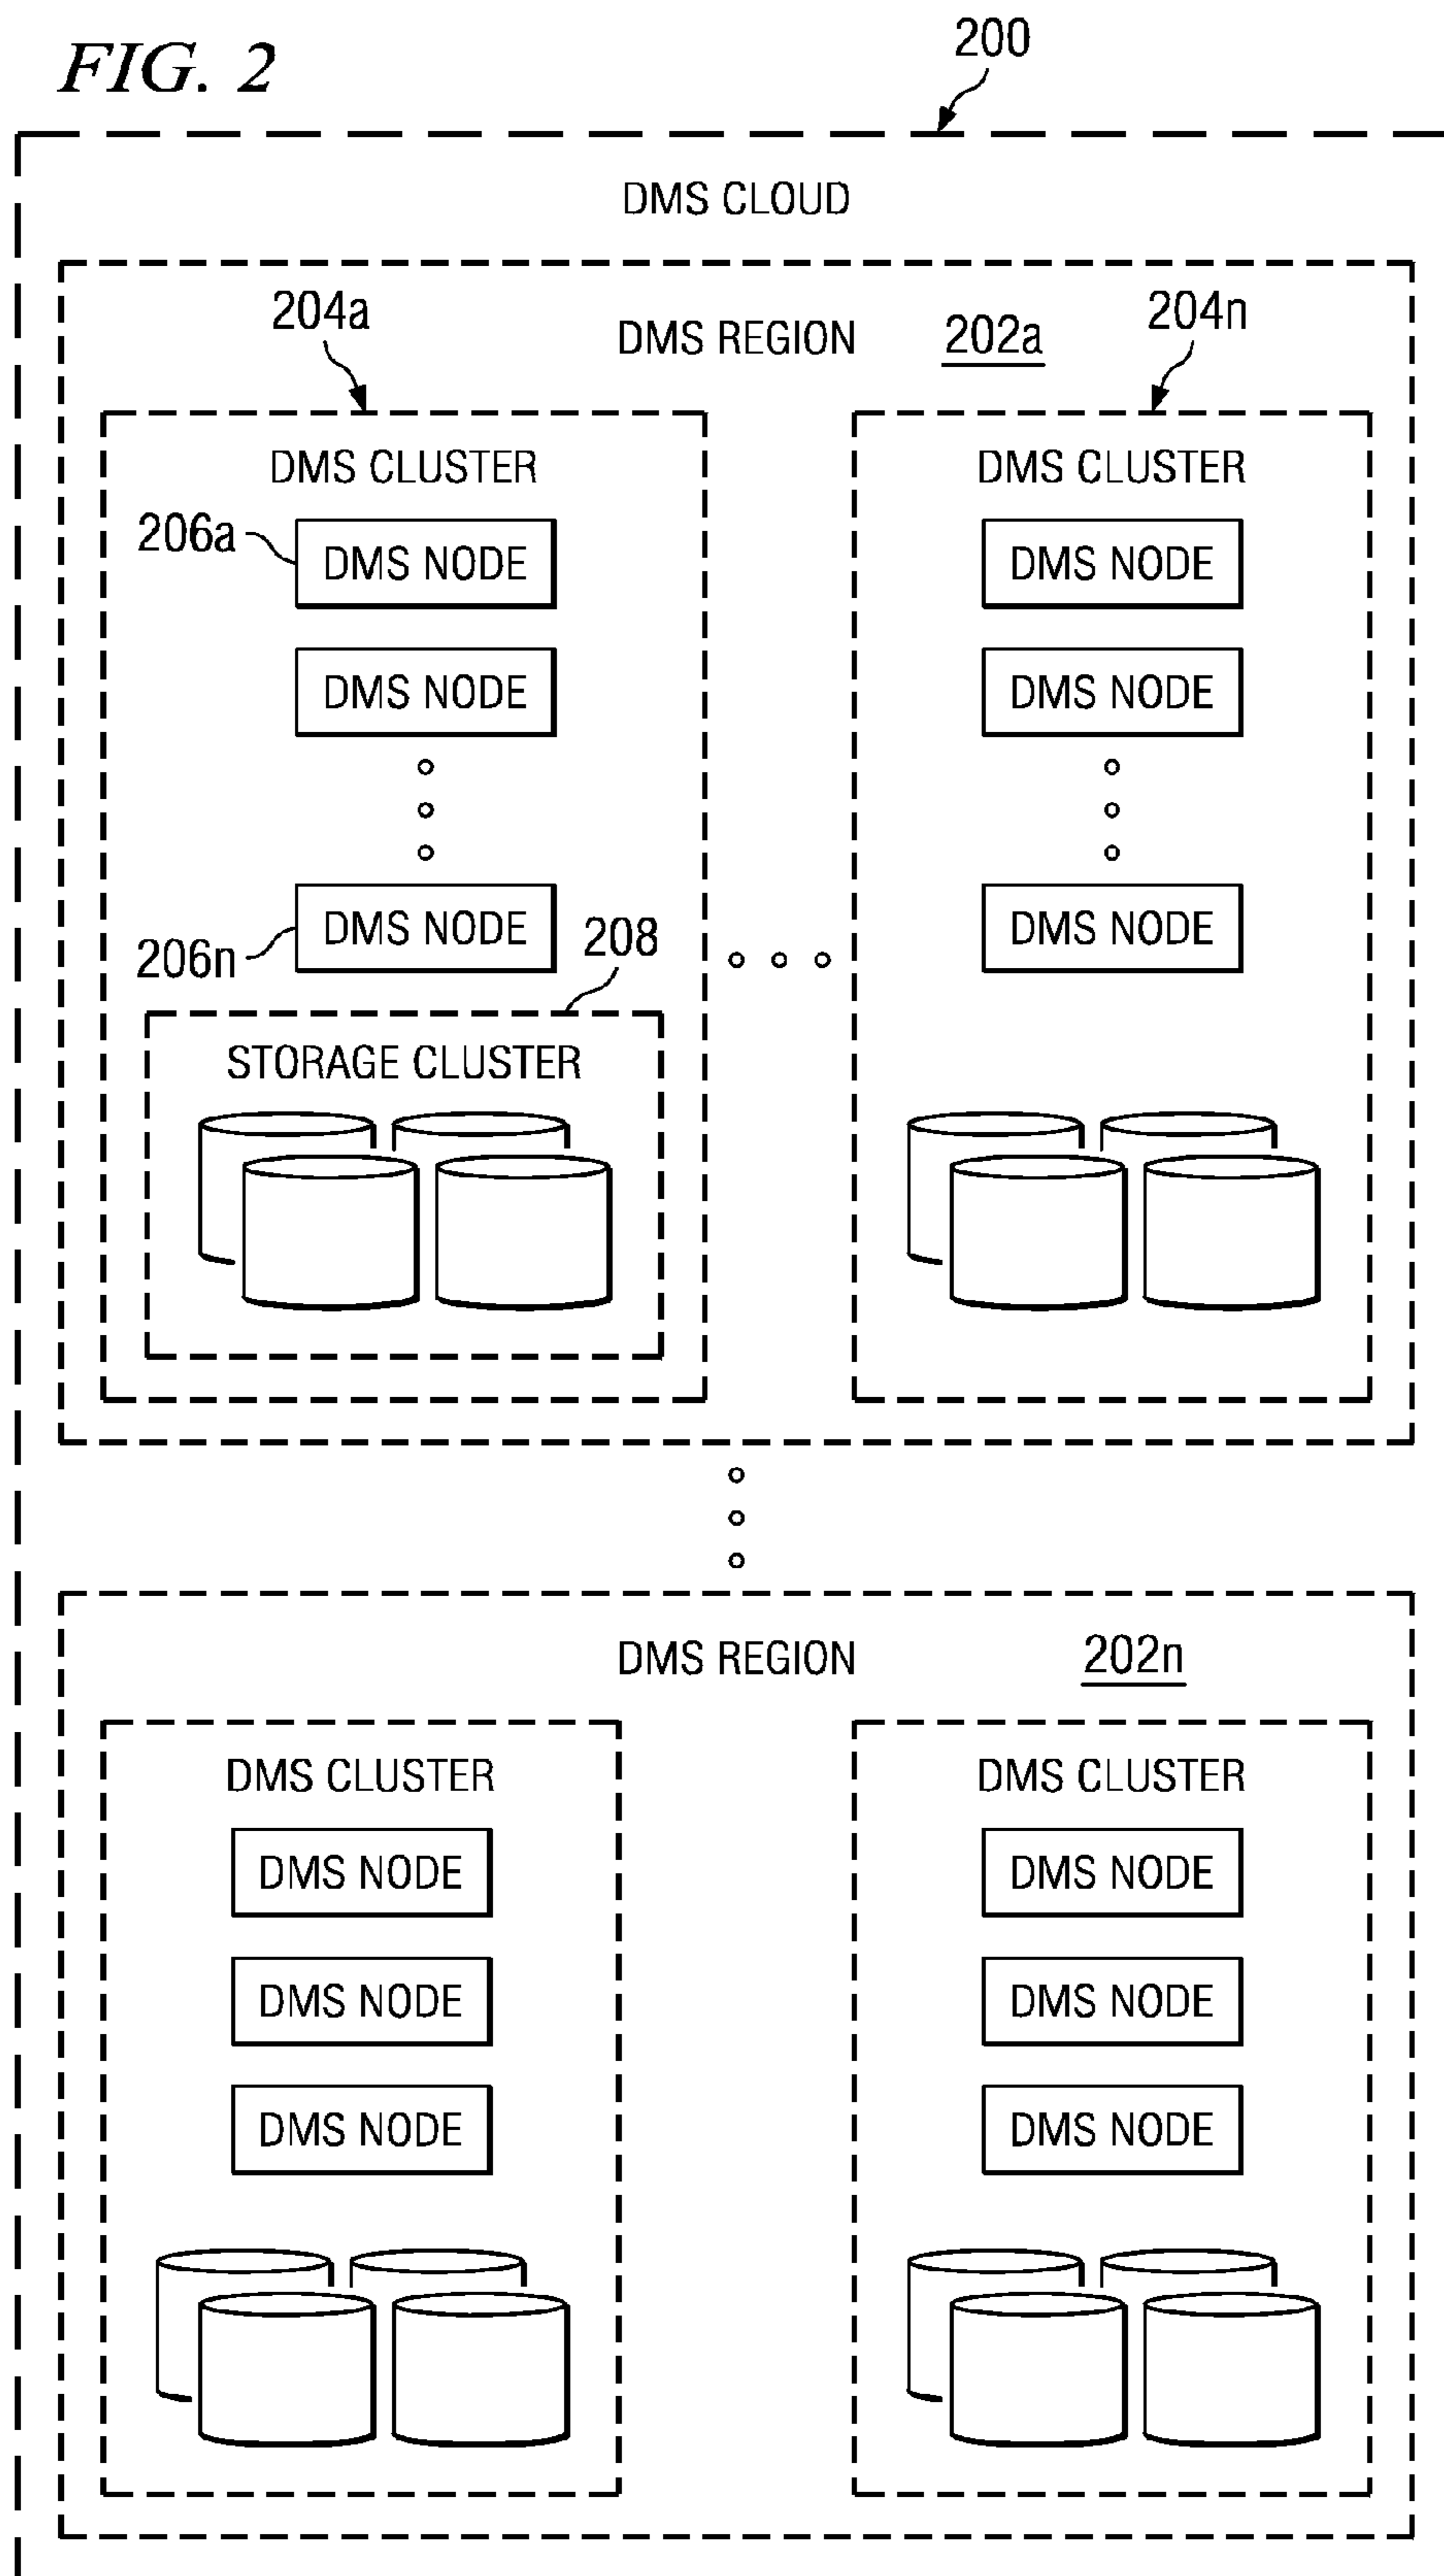 FIG. 2
200
DMS CLOUD
204a
DMS REGION 202a
204n
DMS CLUSTER
206a
DMS NODE
DMS NODE
206n
DMS NODE
208
STORAGE CLUSTER
DMS CLUSTER
DMS NODE
DMS NODE
DMS NODE
DMS REGION 202n
DMS CLUSTER
DMS NODE
DMS NODE
DMS NODE
DMS CLUSTER
DMS NODE
DMS NODE
DMS NODE